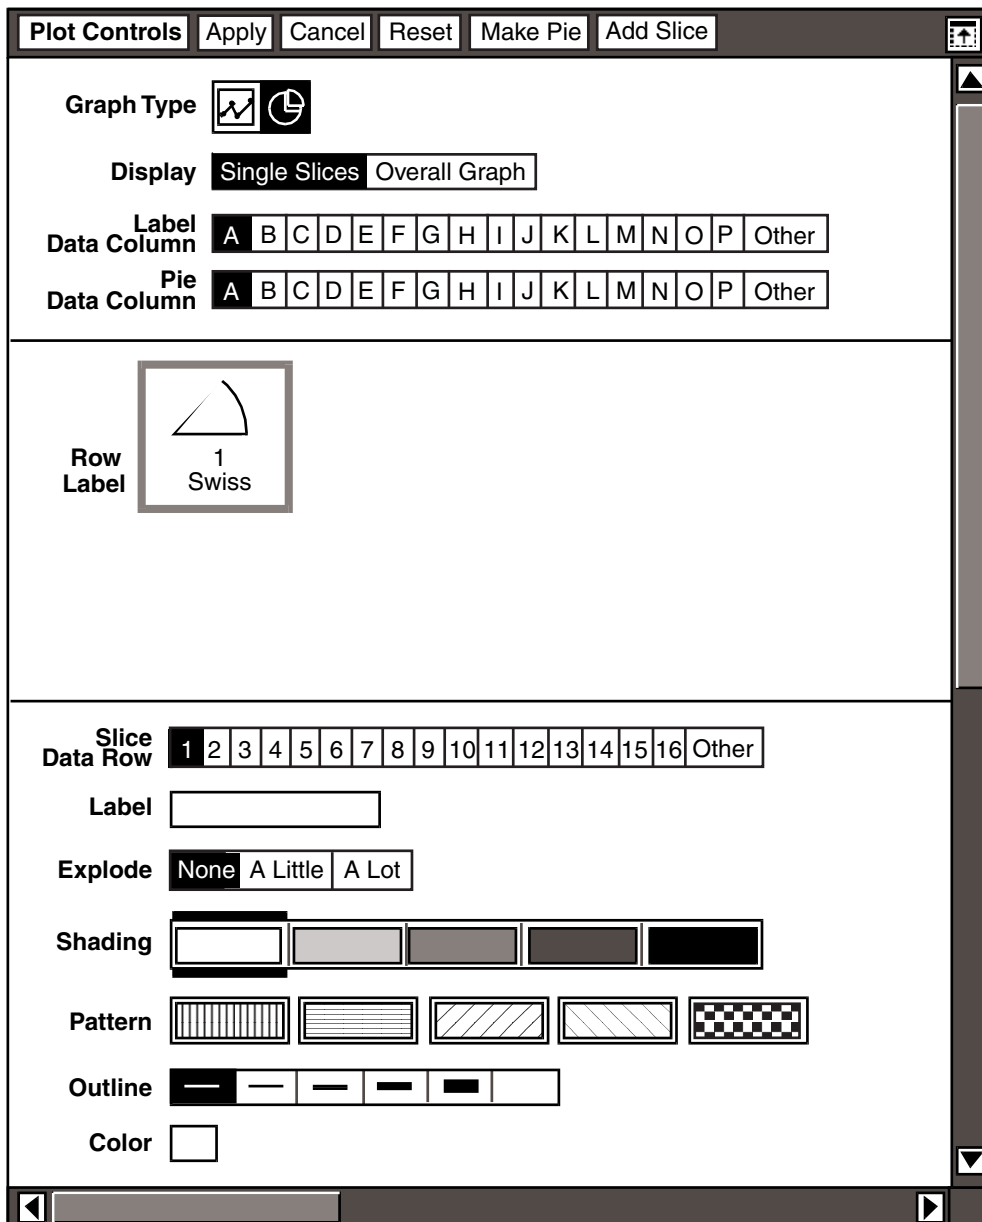 Plot Controls Apply Cancel Reset Make Pie Add Slice
Graph Type
Display Single Slices Overall Graph
Label
Data Column A B C D E F G H I J K L M N O P Other
Pie
Data Column A B C D E F G H I J K L M N O P Other
Row
Label
1
Swiss
Slice
Data Row 1 2 3 4 5 6 7 8 9 10 11 12 13 14 15 16 Other
Label
Explode None A Little A Lot
Shading
Pattern
Outline
Color